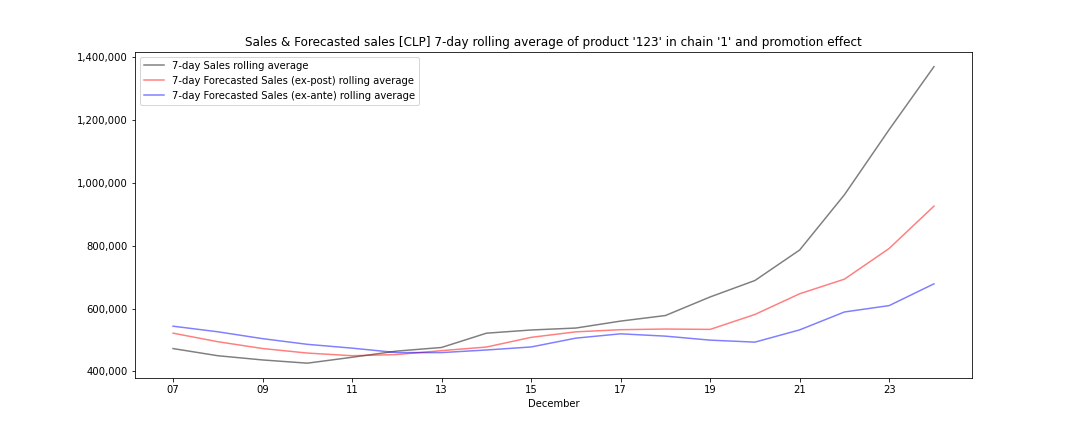 Sales & Forecasted sales [CLP] 7-day rolling average of product '123' in chain '1' and promotion effect
1,400,000
1,200,000
1,000,000
800,000
600,000
400,000
7-day Sales rolling average
7-day Forecasted Sales (ex-post) rolling average
7-day Forecasted Sales (ex-ante) rolling average
07 09 11 13 15 17 19 21 23
December